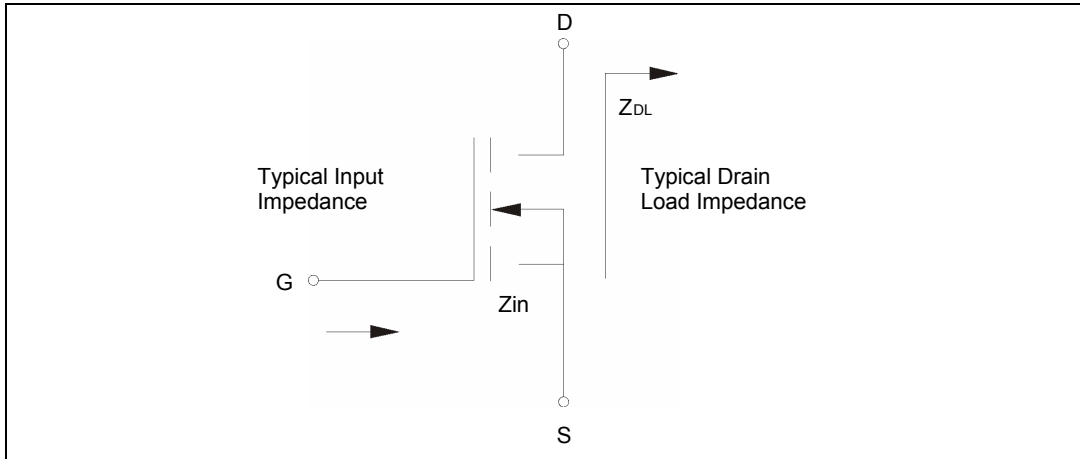 D
ZDL
Typical Input
Impedance
Typical Drain
Load Impedance
G
Zin
S